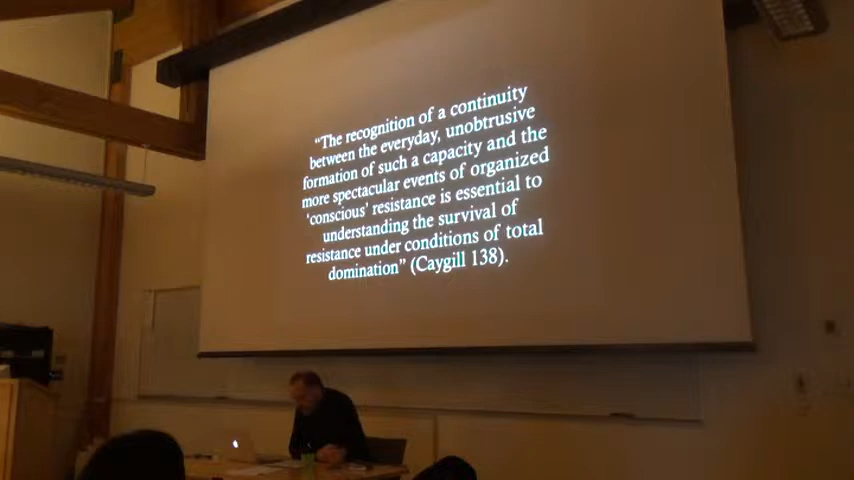 “The recognition of a continuity
between the everyday, unobtrusive
formation of such a capacity and the
more spectacular events of organized
‘conscious’ resistance is essential to
understanding the survival of
resistance under conditions of total
domination” (Caygill 138).